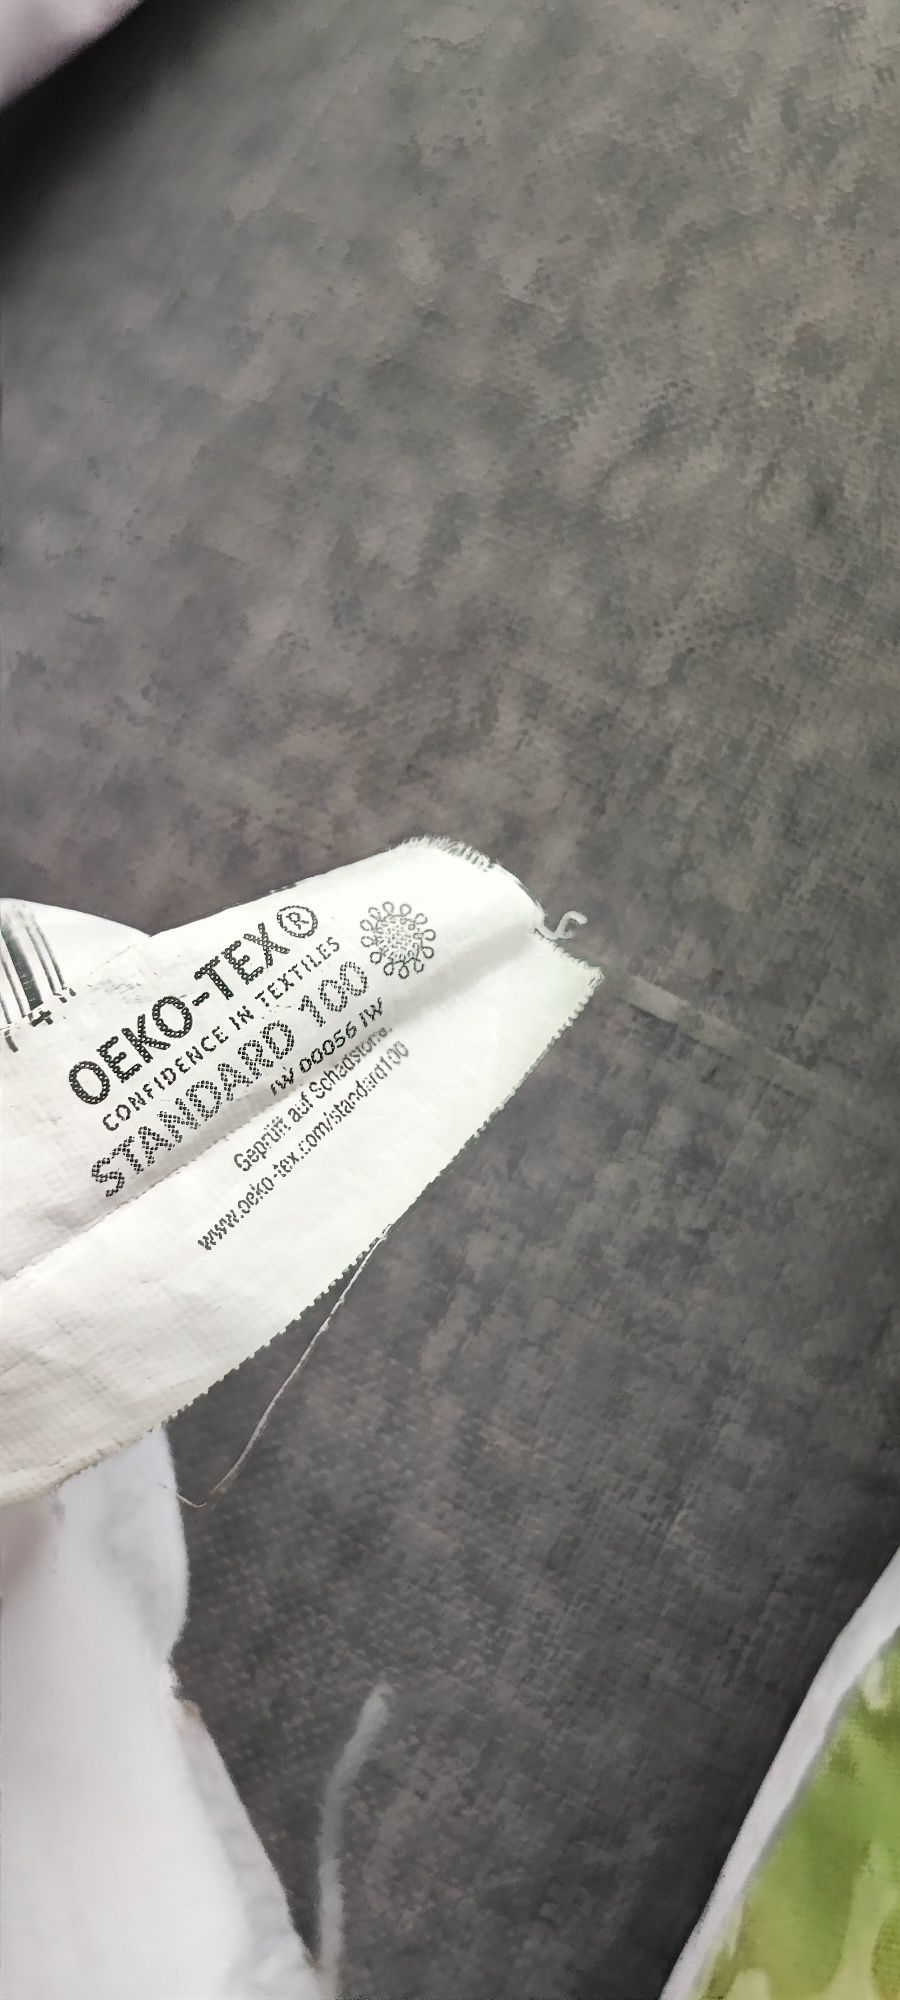 OEKO-TEX®
CONFIDENCE IN TEXTILES
STANDARD 100
IW 00056 IW
Geprüft auf Schadstoffe.
www.oeko-tex.com/standard100